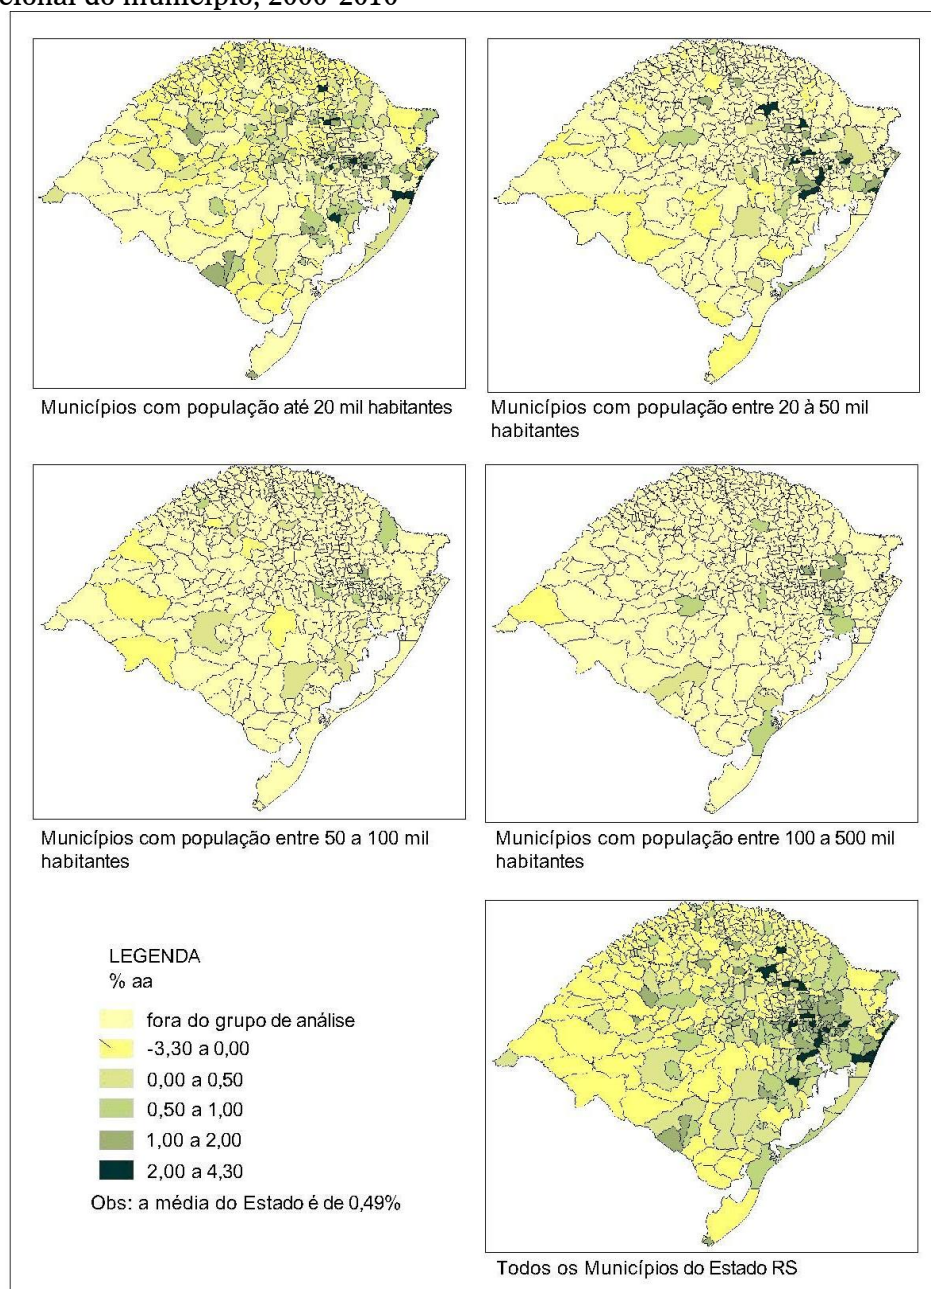 cional do município, 2000-2010
Municípios com população até 20 mil habitantes
Municípios com população entre 20 à 50 mil
habitantes
Municípios com população entre 50 a 100 mil
habitantes
Municípios com população entre 100 a 500 mil
habitantes
LEGENDA
% aa
fora do grupo de análise
-3,30 a 0,00
0,00 a 0,50
0,50 a 1,00
1,00 a 2,00
2,00 a 4,30
Obs: a média do Estado é de 0,49%
Todos os Municípios do Estado RS